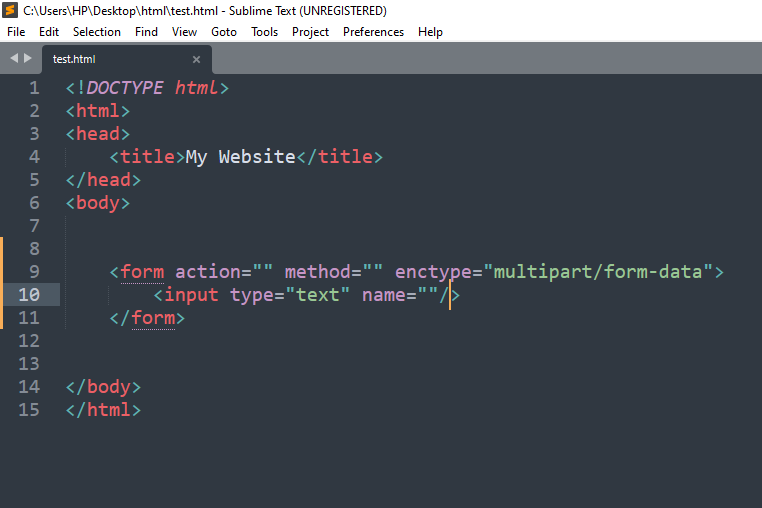 C:\Users\HP\Desktop\html\test.html - Sublime Text (UNREGISTERED)
File Edit Selection Find View Goto Tools Project Preferences Help
test.html ×
1 <!DOCTYPE html>
2 <html>
3 <head>
4 <title>My Website</title>
5 </head>
6 <body>
7
8
9 <form action="" method="" enctype="multipart/form-data">
10 <input type="text" name=""/>
11 </form>
12
13
14 </body>
15 </html>